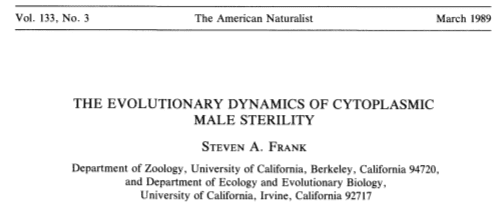 Vol. 133, No. 3 The American Naturalist March 1989
THE EVOLUTIONARY DYNAMICS OF CYTOPLASMIC
MALE STERILITY
STEVEN A. FRANK
Department of Zoology, University of California, Berkeley, California 94720,
and Department of Ecology and Evolutionary Biology,
University of California, Irvine, California 92717